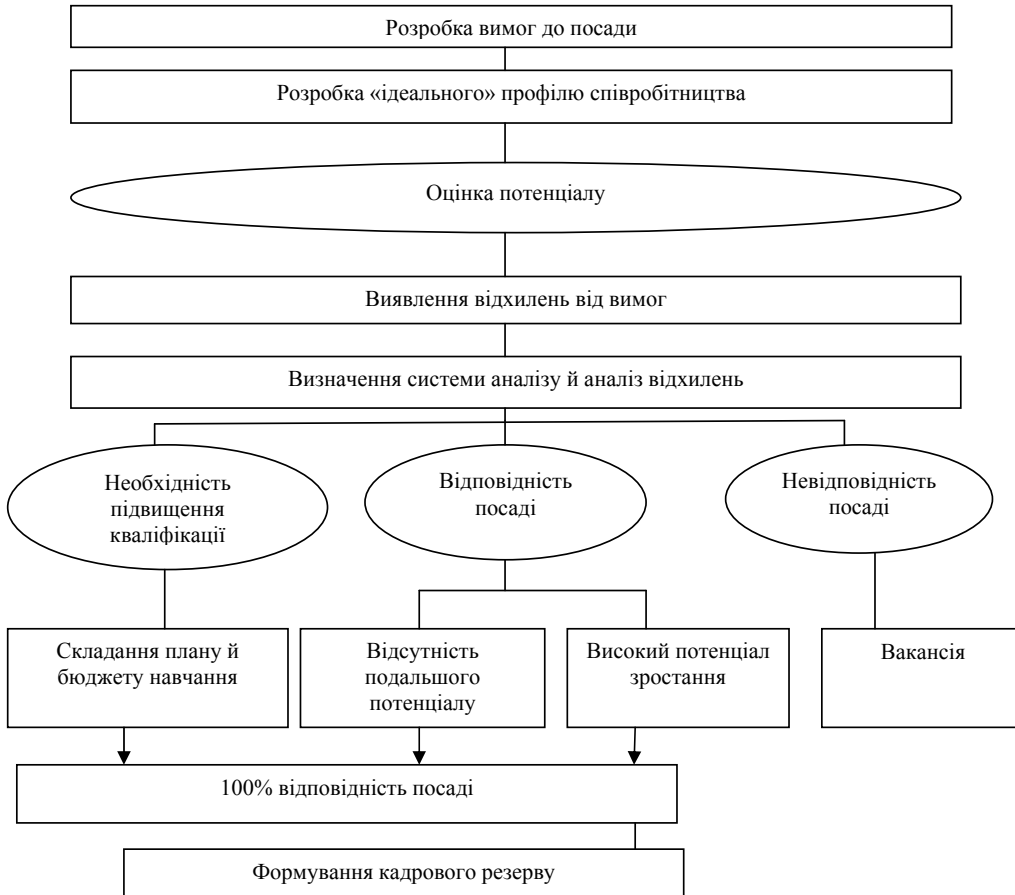 Розробка вимог до посади
Розробка «ідеального» профілю співробітництва
Оцінка потенціалу
Виявлення відхилень від вимог
Визначення системи аналізу й аналіз відхилень
Необхідність
підвищення
кваліфікації
Відповідність
посаді
Невідповідність
посаді
Складання плану й
бюджету навчання
Відсутність
подальшого
потенціалу
Високий потенціал
зростання
Вакансія
100% відповідність посаді
Формування кадрового резерву